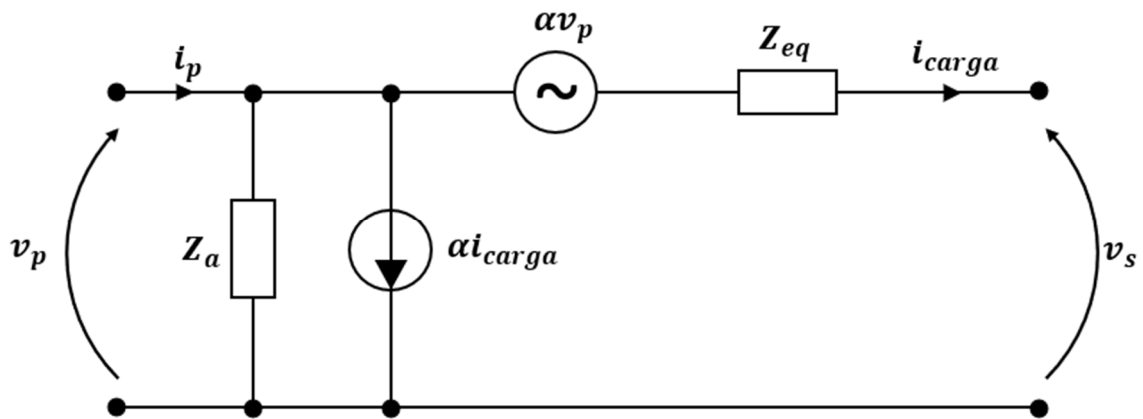 αv_p
i_p
Z_eq
i_carga
v_p
Z_a
αi_carga
v_s
~